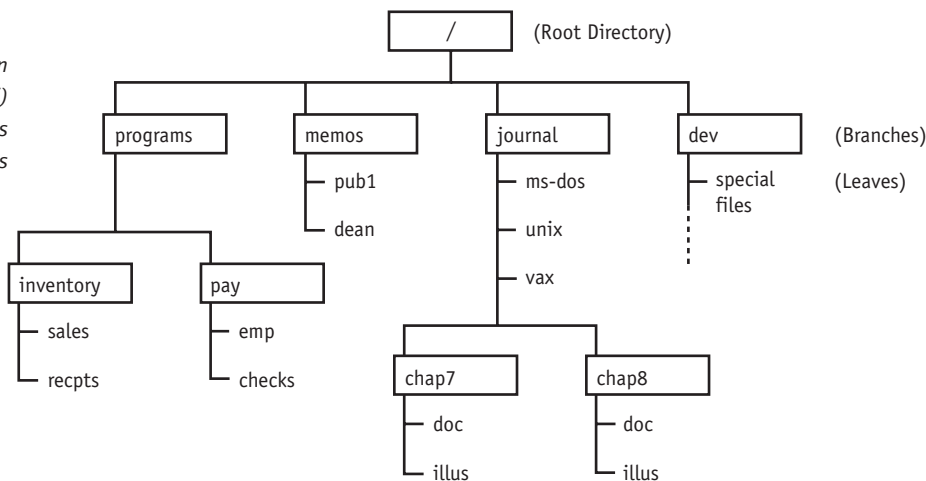 /
(Root Directory)
programs
memos
journal
dev
(Branches)
pub1
ms-dos
special
files
(Leaves)
dean
unix
vax
inventory
pay
sales
emp
recpts
checks
chap7
chap8
doc
doc
illus
illus